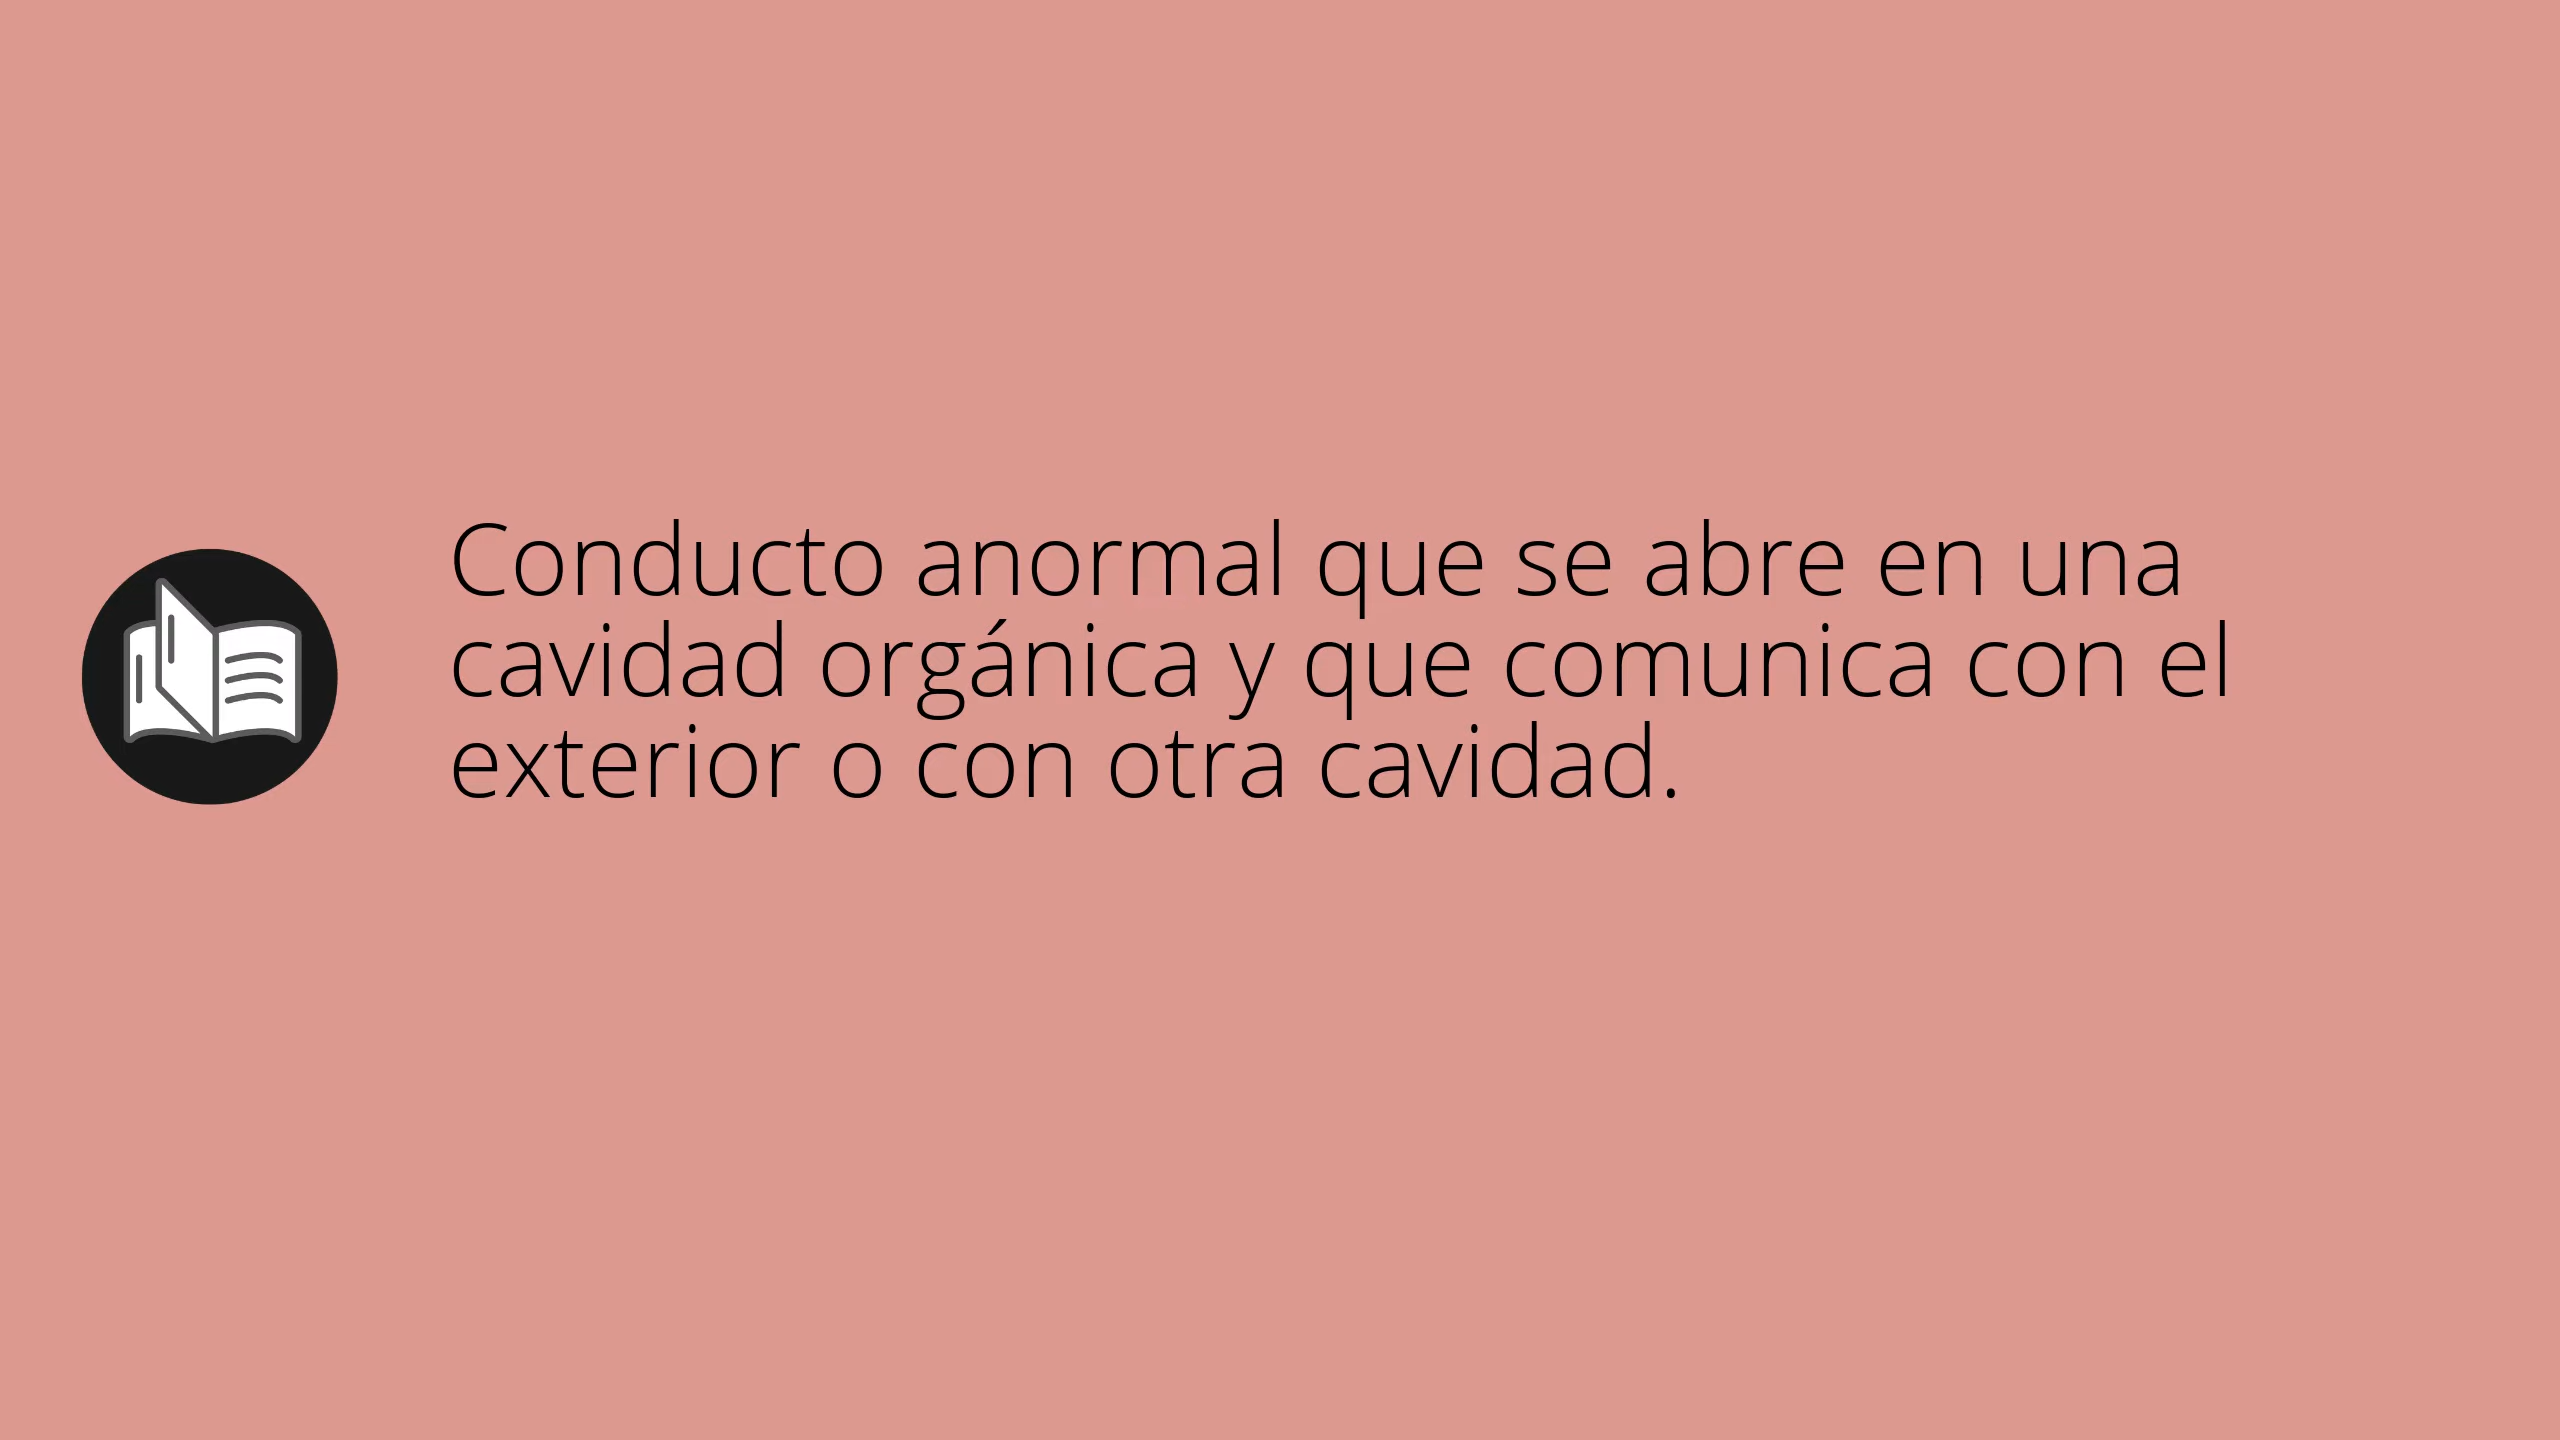 Conducto anormal que se abre en una
cavidad orgánica y que comunica con el
exterior o con otra cavidad.